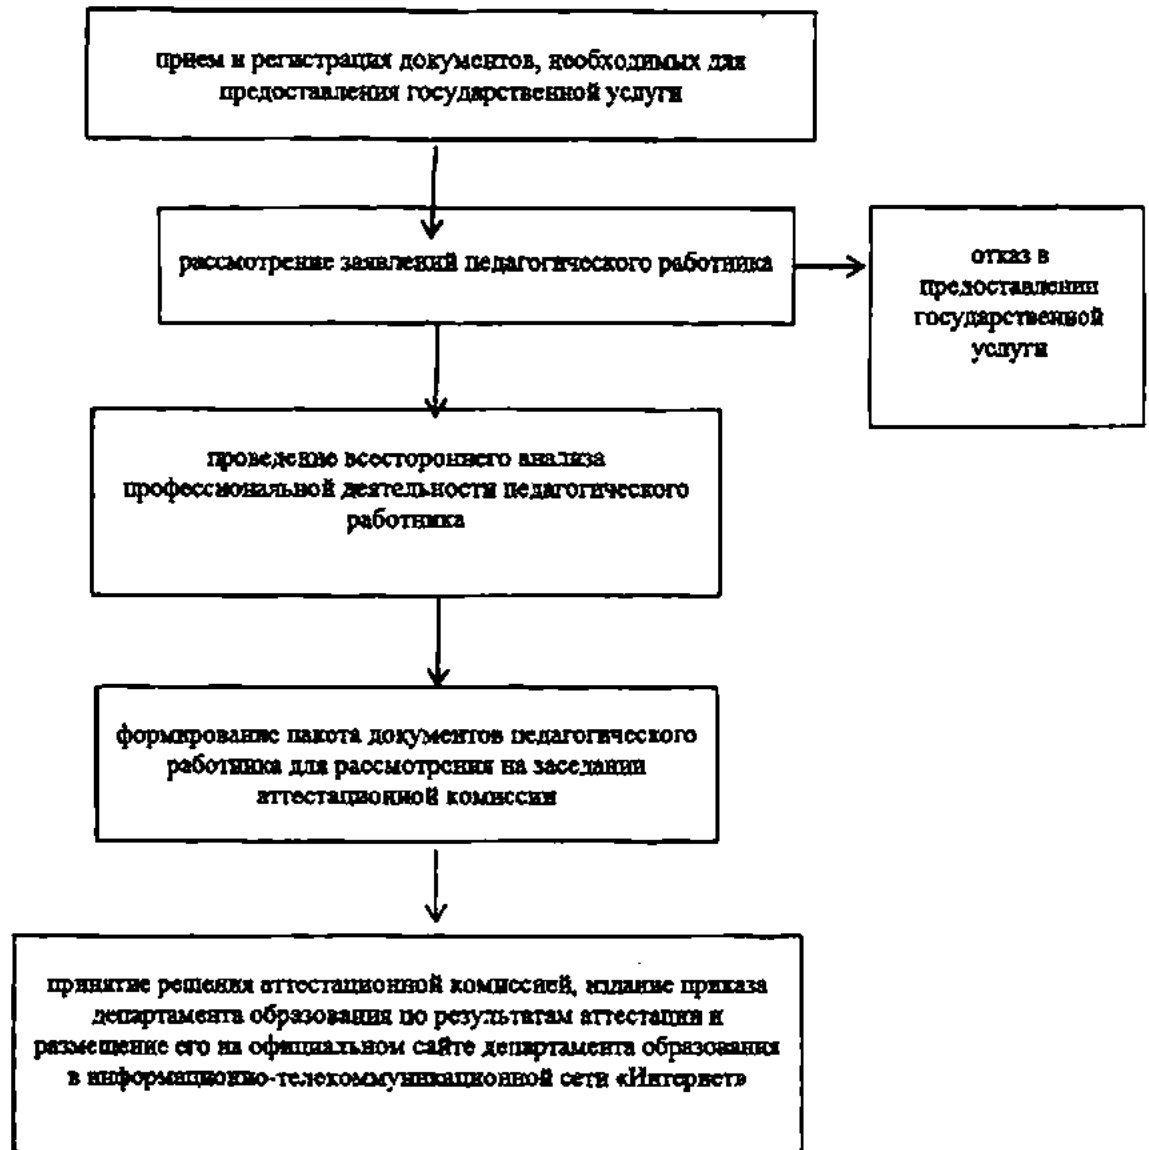 прием и регистрация документов, необходимых для
предоставления государственной услуги
рассмотрение заявлений педагогического работника
отказ в
предоставлении
государственной
услуги
проведение всестороннего анализа
профессиональной деятельности педагогического
работника
формирование пакета документов педагогического
работника для рассмотрения на заседании
аттестационной комиссии
принятие решения аттестационной комиссией, издание приказа
департамента образования по результатам аттестации и
размещение его на официальном сайте департамента образования
в информационно-телекоммуникационной сети «Интернет»